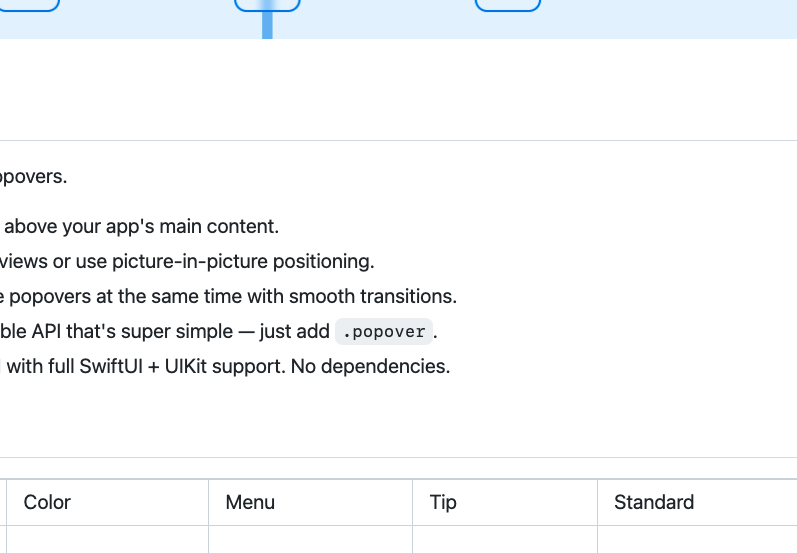 popovers.
above your app's main content.
views or use picture-in-picture positioning.
popovers at the same time with smooth transitions.
API that's super simple — just add .popover.
with full SwiftUI + UIKit support. No dependencies.
Color Menu Tip Standard